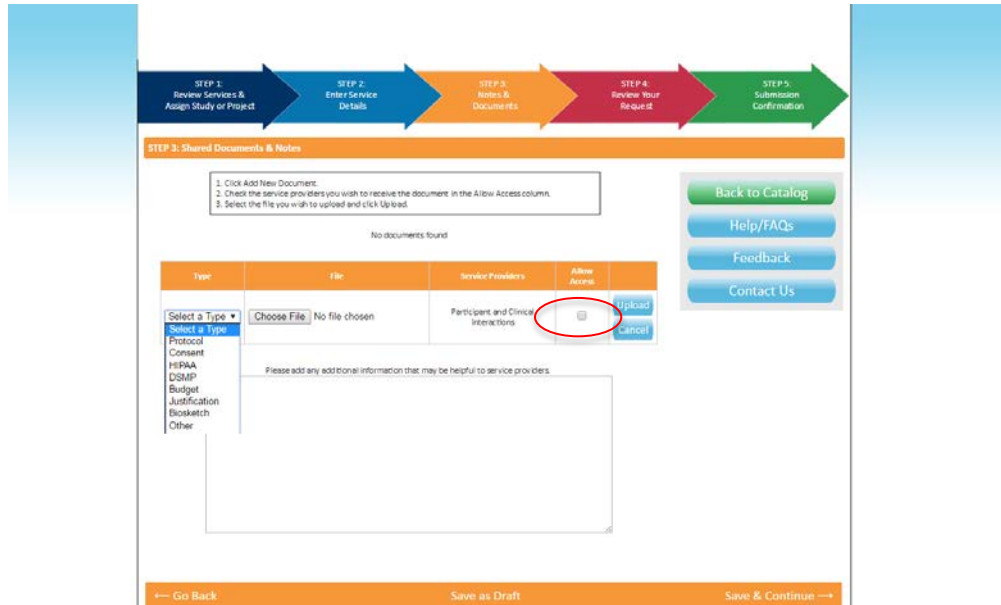 STEP 1:
Review Services &
Assign Study or Project
STEP 2:
Enter Service
Details
STEP 3:
Notes &
Documents
STEP 4:
Review Your
Request
STEP 5:
Submission
Confirmation
STEP 3: Shared Documents & Notes
1. Click Add New Document.
2. Check the service providers you wish to receive the document in the Allow Access column.
3. Select the file you wish to upload and click Upload.
No documents found
Back to Catalog
Help/FAQs
Feedback
Contact Us
Type
File
Service Providers
Allow
Access
Select a Type
Choose File No file chosen
Participant and Clinical
Interactions
Upload
Cancel
Select a Type
Protocol
Consent
HIPAA
DSMP
Budget
Justification
Biosketch
Other
Please add any additional information that may be helpful to service providers.
← Go Back
Save as Draft
Save & Continue →